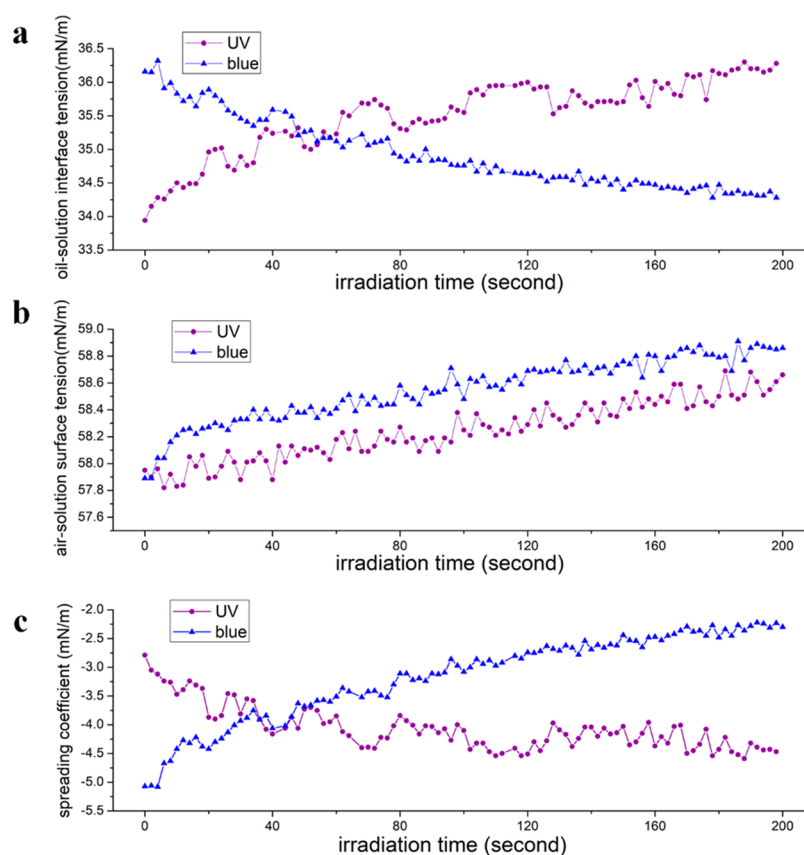 a
UV
blue
oil-solution interface tension(mN/m)
36.5
36.0
35.5
35.0
34.5
34.0
33.5
0 40 80 120 160 200
irradiation time (second)
b
UV
blue
air-solution surface tension(mN/m)
59.0
58.8
58.6
58.4
58.2
58.0
57.8
57.6
0 40 80 120 160 200
irradiation time (second)
c
UV
blue
spreading coefficient (mN/m)
-2.0
-2.5
-3.0
-3.5
-4.0
-4.5
-5.0
-5.5
0 40 80 120 160 200
irradiation time (second)